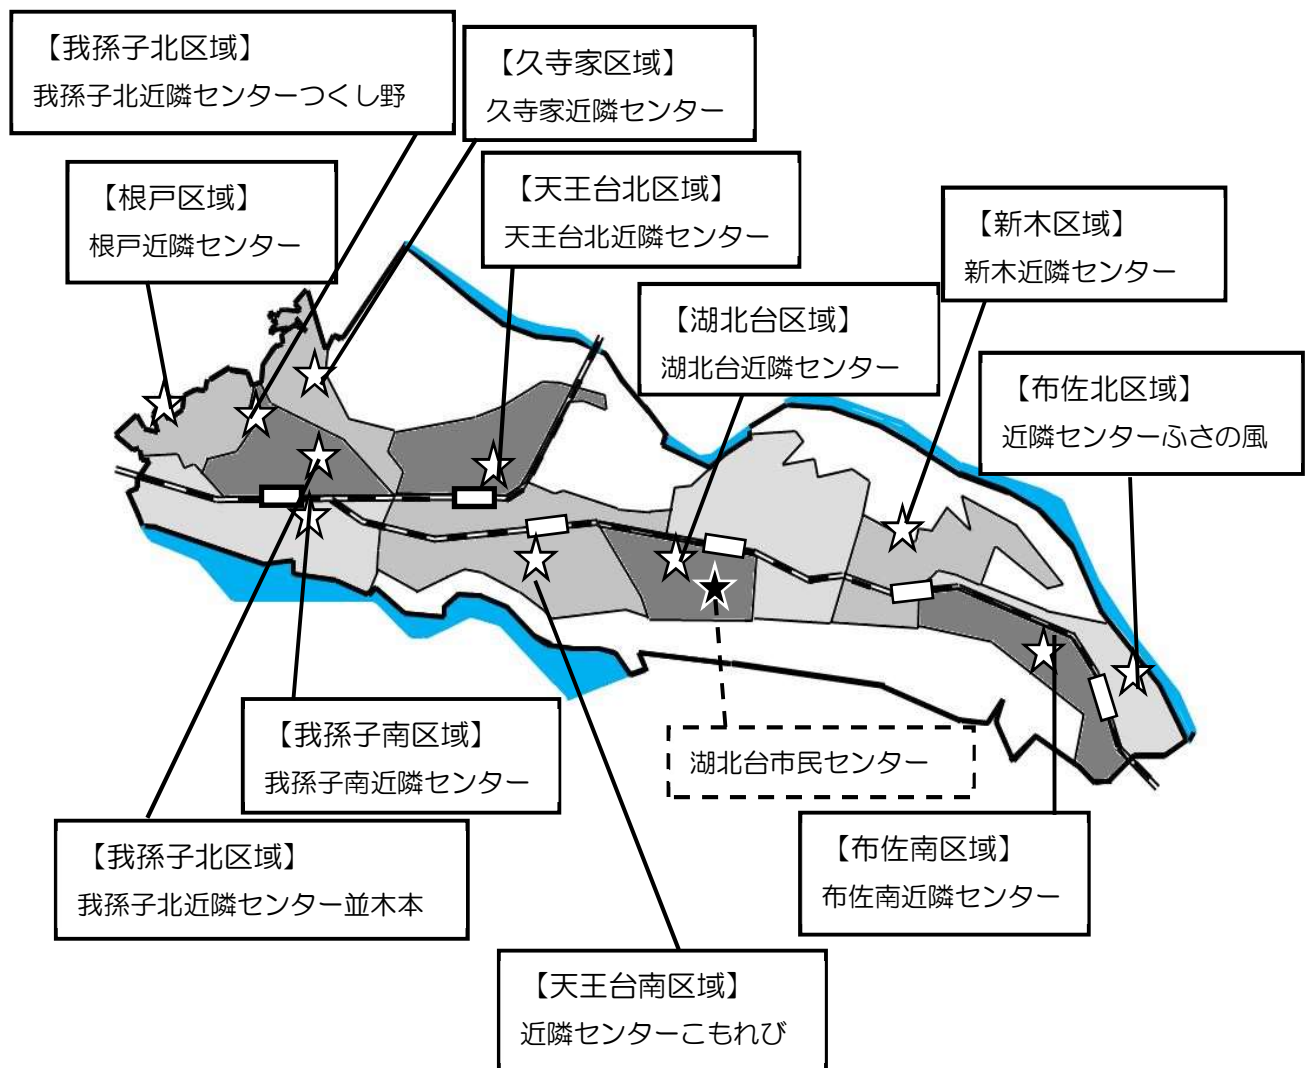 【我孫子北区域】
我孫子北近隣センターつくし野
【久寺家区域】
久寺家近隣センター
【根戸区域】
根戸近隣センター
【天王台北区域】
天王台北近隣センター
【新木区域】
新木近隣センター
【湖北台区域】
湖北台近隣センター
【布佐北区域】
近隣センターふさの風
【我孫子南区域】
我孫子南近隣センター
湖北台市民センター
【我孫子北区域】
我孫子北近隣センター並木本
【布佐南区域】
布佐南近隣センター
【天王台南区域】
近隣センターこもれび